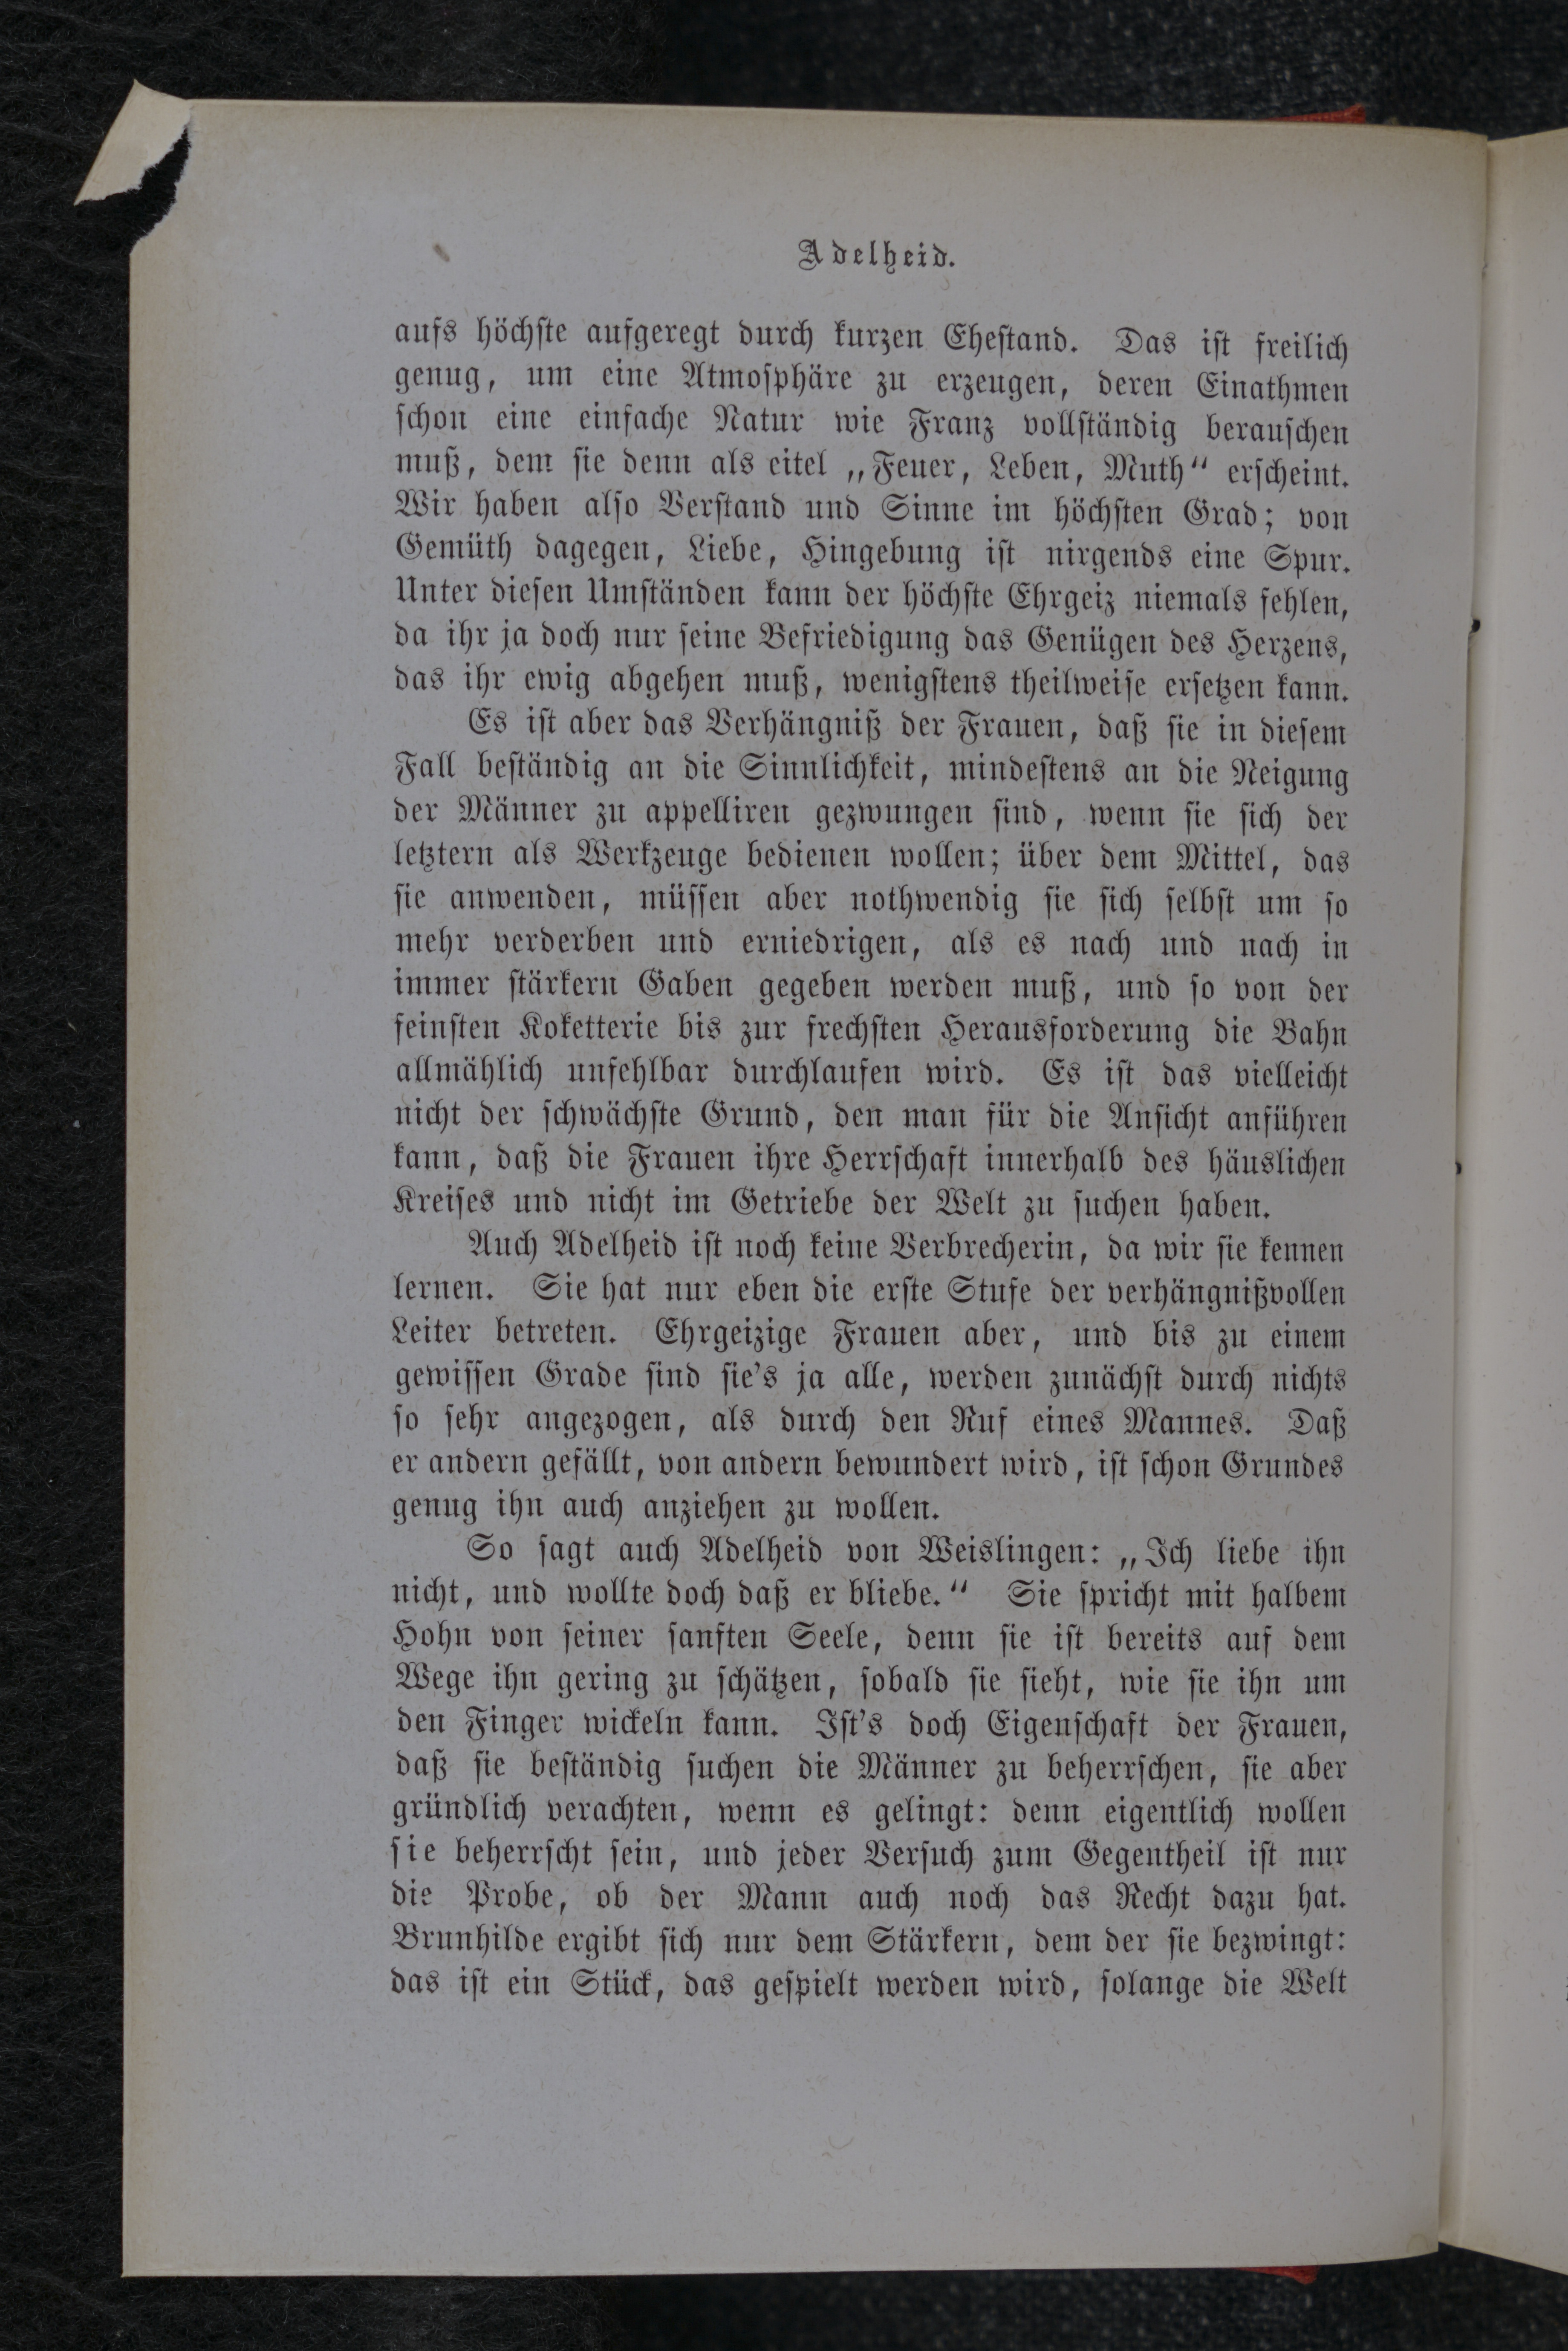 Adelheid.
aufs höchste aufgeregt durch kurzen Ehestand. Das ist freilich
genug, um eine Atmosphäre zu erzeugen, deren Einathmen
schon eine einfache Natur wie Franz vollständig berauschen
muß, dem sie denn als eitel „Feuer, Leben, Muth“ erscheint.
Wir haben also Verstand und Sinne im höchsten Grad; von
Gemüth dagegen, Liebe, Hingebung ist nirgends eine Spur.
Unter diesen Umständen kann der höchste Ehrgeiz niemals fehlen,
da ihr ja doch nur seine Befriedigung das Genügen des Herzens,
das ihr ewig abgehen muß, wenigstens theilweise ersetzen kann.
Es ist aber das Verhängniß der Frauen, daß sie in diesem
Fall beständig an die Sinnlichkeit, mindestens an die Neigung
der Männer zu appelliren gezwungen sind, wenn sie sich der
letztern als Werkzeuge bedienen wollen; über dem Mittel, das
sie anwenden, müssen aber nothwendig sie sich selbst um so
mehr verderben und erniedrigen, als es nach und nach in
immer stärkern Gaben gegeben werden muß, und so von der
feinsten Koketterie bis zur frechsten Herausforderung die Bahn
allmählich unfehlbar durchlaufen wird. Es ist das vielleicht
nicht der schwächste Grund, den man für die Ansicht anführen
kann, daß die Frauen ihre Herrschaft innerhalb des häuslichen
Kreises und nicht im Getriebe der Welt zu suchen haben.
Auch Adelheid ist noch keine Verbrecherin, da wir sie kennen
lernen. Sie hat nur eben die erste Stufe der verhängnißvollen
Leiter betreten. Ehrgeizige Frauen aber, und bis zu einem
gewissen Grade sind sie's ja alle, werden zunächst durch nichts
so sehr angezogen, als durch den Ruf eines Mannes. Daß
er andern gefällt, von andern bewundert wird, ist schon Grundes
genug ihn auch anziehen zu wollen.
So sagt auch Adelheid von Weislingen: „Ich liebe ihn
nicht, und wollte doch daß er bliebe.“ Sie spricht mit halbem
Hohn von seiner sanften Seele, denn sie ist bereits auf dem
Wege ihn gering zu schätzen, sobald sie sieht, wie sie ihn um
den Finger wickeln kann. Ist's doch Eigenschaft der Frauen,
daß sie beständig suchen die Männer zu beherrschen, sie aber
gründlich verachten, wenn es gelingt: denn eigentlich wollen
sie beherrscht sein, und jeder Versuch zum Gegentheil ist nur
die Probe, ob der Mann auch noch das Recht dazu hat.
Brunhilde ergibt sich nur dem Stärkern, dem der sie bezwingt:
das ist ein Stück, das gespielt werden wird, solange die Welt